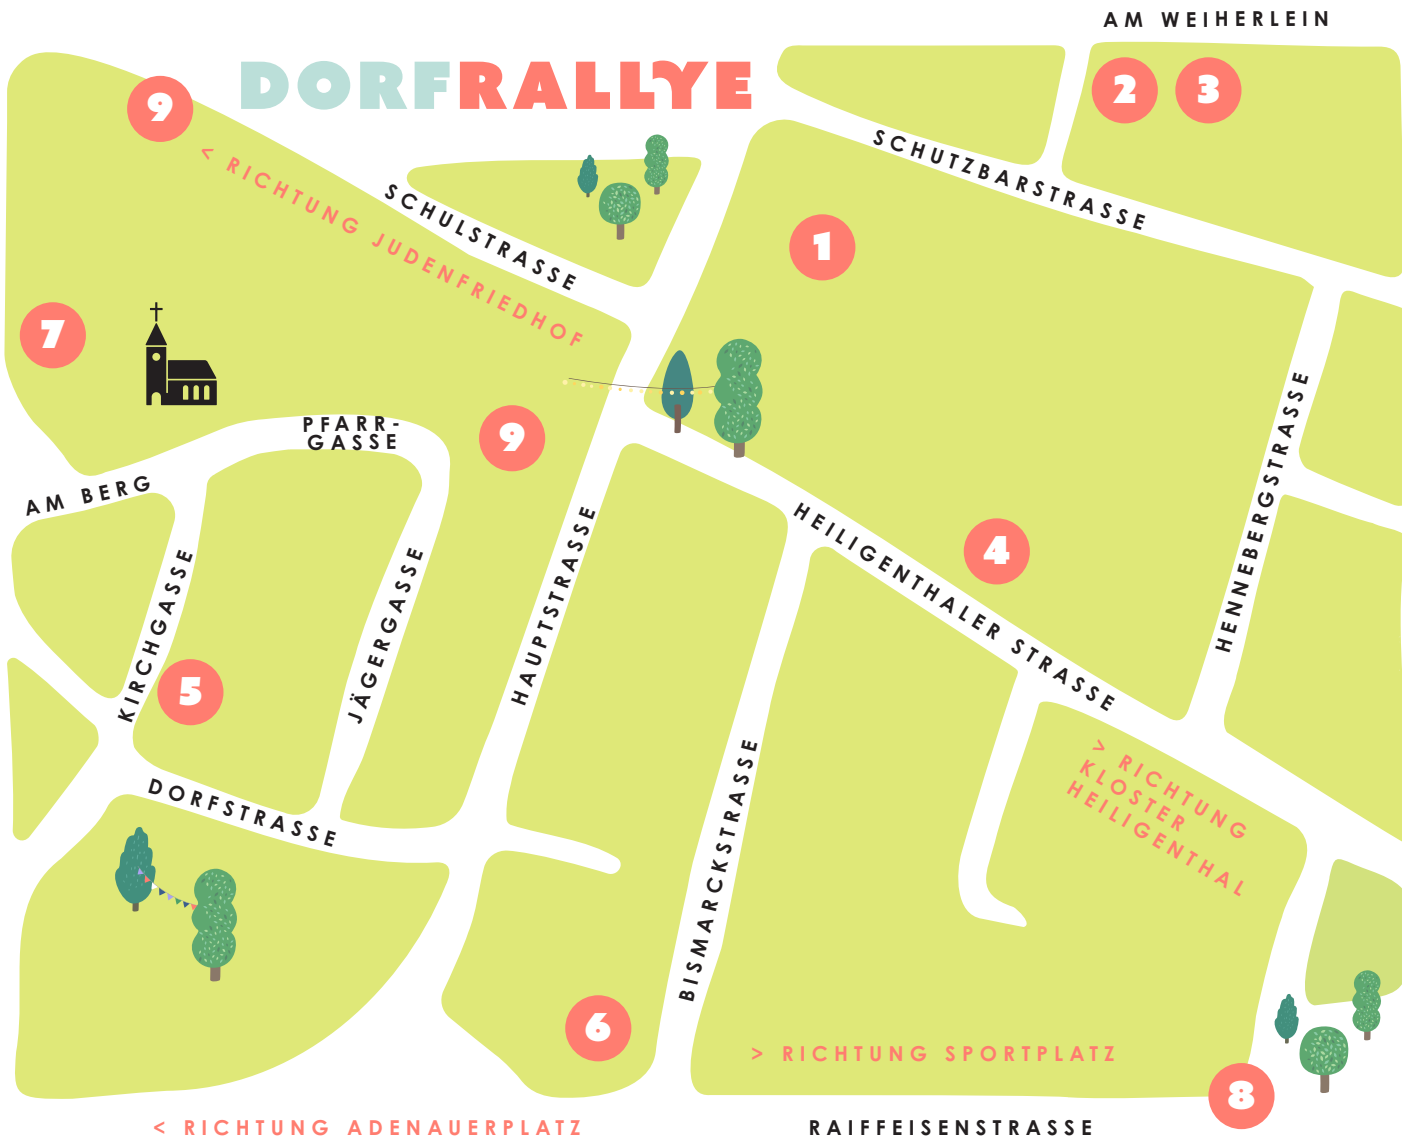 AM WEIHERLEIN
DORFRALLYE
2
3
9
SCHUTZBARSTRASSE
< RICHTUNG JUDENFRIEDHOF
SCHULSTRASSE
1
7
PFARR-
GASSE
9
AM BERG
HENNEBERGSTRASSE
HEILIGENTHALER STRASSE
4
KIRCHGASSE
JÄGERGASSE
HAUPTSTRASSE
5
DORFSTRASSE
BISMARCKSTRASSE
> RICHTUNG
KLOSTER
HEILIGENTHAL
6
> RICHTUNG SPORTPLATZ
8
< RICHTUNG ADENAUERPLATZ
RAIFFEISENSTRASSE